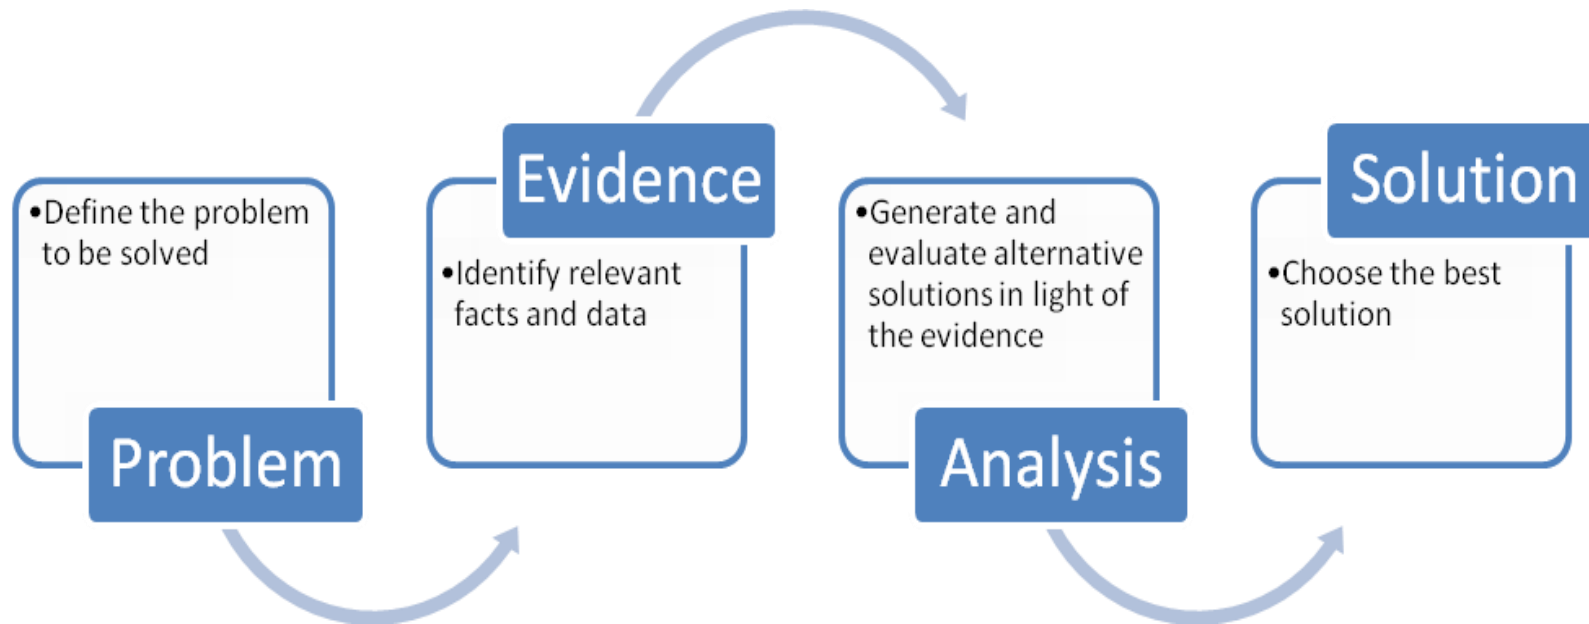 •Define the problem
to be solved
Problem
Evidence
•Identify relevant
facts and data
•Generate and
evaluate alternative
solutions in light of
the evidence
Analysis
Solution
•Choose the best
solution